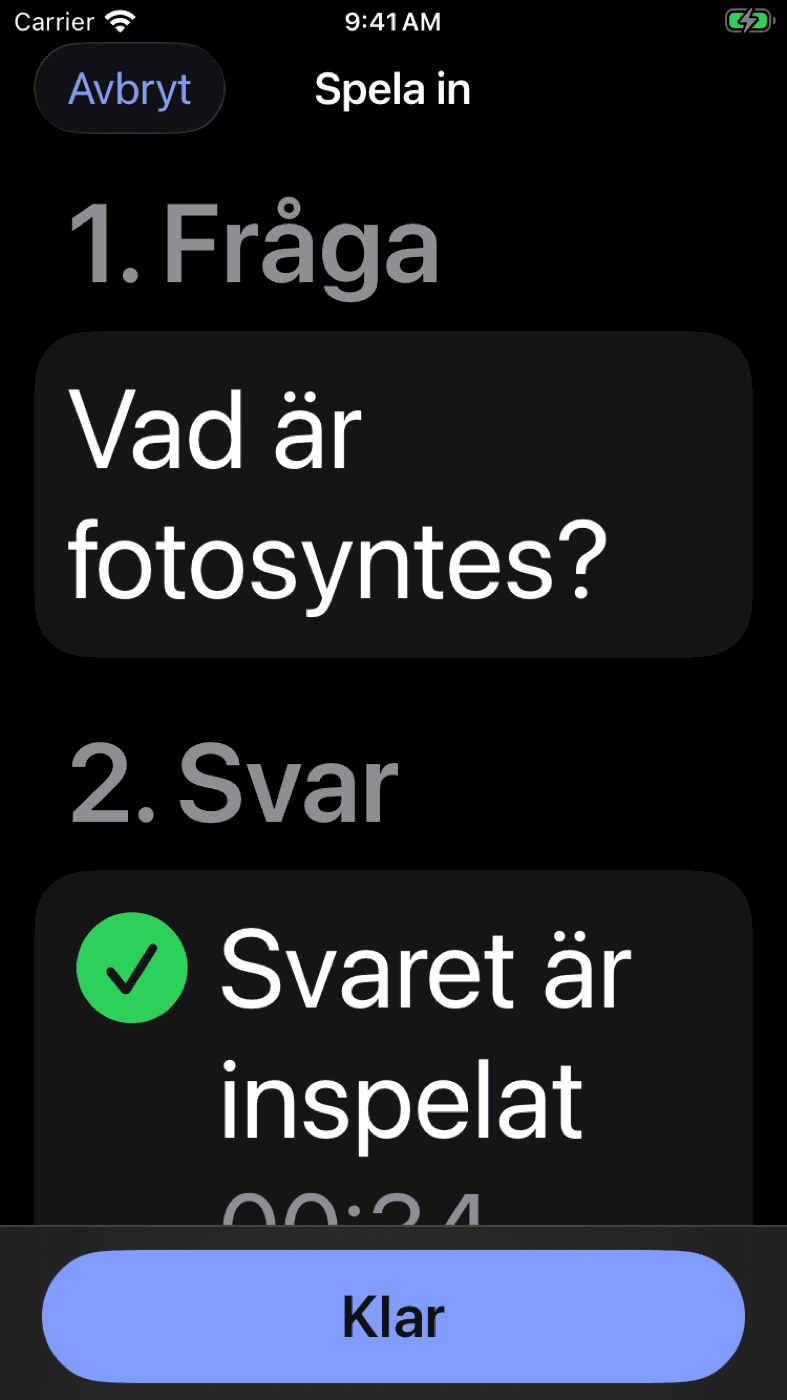 Carrier 9:41 AM
Avbryt Spela in
1. Fråga
Vad är
fotosyntes?
2. Svar
Svaret är
inspelat
Klar